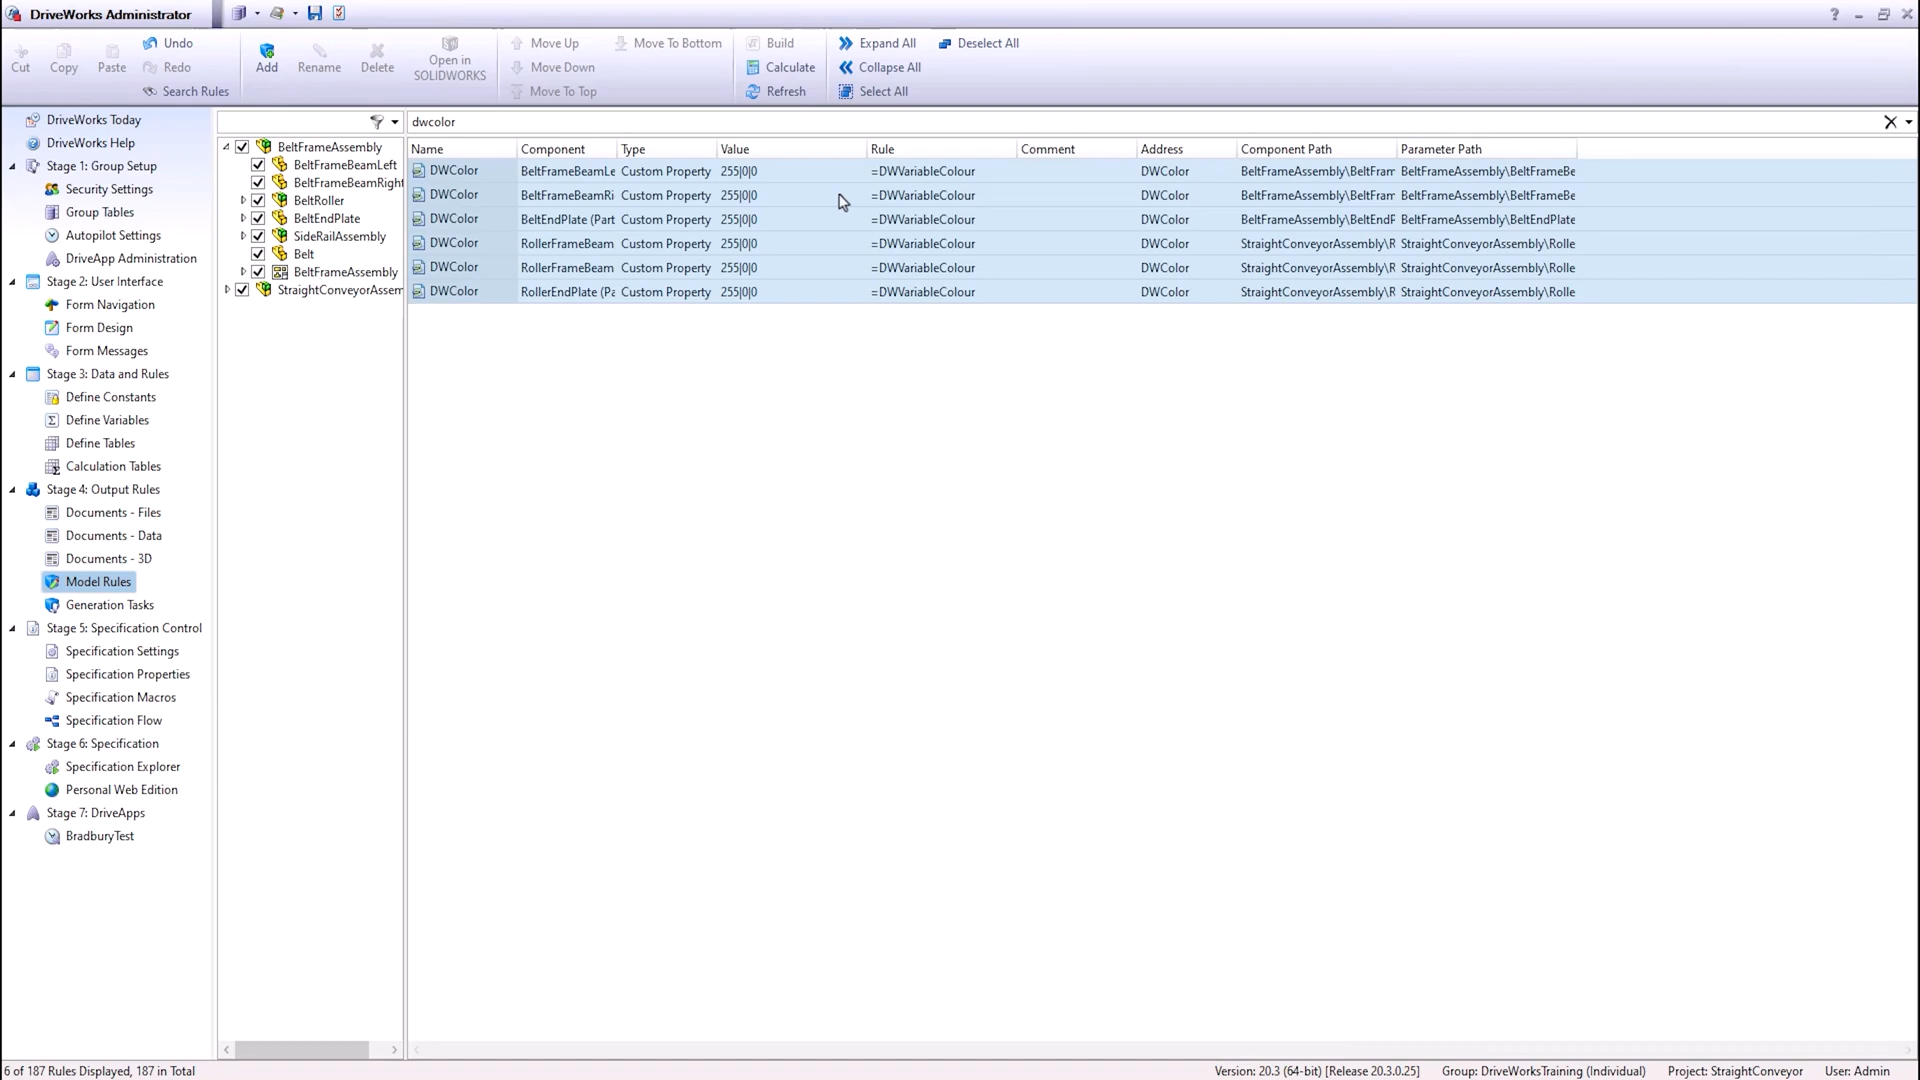 DriveWorks Administrator
Cut
Copy
Paste
Undo
Redo
Search Rules
Add
Rename
Delete
Open in
SOLIDWORKS
Move Up
Move Down
Move To Top
Move To Bottom
Build
Calculate
Refresh
Expand All
Collapse All
Select All
Deselect All
DriveWorks Today
DriveWorks Help
Stage 1: Group Setup
Security Settings
Group Tables
Autopilot Settings
DriveApp Administration
Stage 2: User Interface
Form Navigation
Form Design
Form Messages
Stage 3: Data and Rules
Define Constants
Define Variables
Define Tables
Calculation Tables
Stage 4: Output Rules
Documents - Files
Documents - Data
Documents - 3D
Model Rules
Generation Tasks
Stage 5: Specification Control
Specification Settings
Specification Properties
Specification Macros
Specification Flow
Stage 6: Specification
Specification Explorer
Personal Web Edition
Stage 7: DriveApps
BradburyTest
BeltFrameAssembly
BeltFrameBeamLeft
BeltFrameBeamRight
BeltRoller
BeltEndPlate
SideRailAssembly
Belt
BeltFrameAssembly
StraightConveyorAssem
dwcolor
Name Component Type Value Rule Comment Address Component Path Parameter Path
DWColor BeltFrameBeamLe Custom Property 255|0|0 =DWVariableColour DWColor BeltFrameAssembly\BeltFram BeltFrameAssembly\BeltFrameBe
DWColor BeltFrameBeamRi Custom Property 255|0|0 =DWVariableColour DWColor BeltFrameAssembly\BeltFram BeltFrameAssembly\BeltFrameBe
DWColor BeltEndPlate (Part Custom Property 255|0|0 =DWVariableColour DWColor BeltFrameAssembly\BeltEndP BeltFrameAssembly\BeltEndPlate
DWColor RollerFrameBeam Custom Property 255|0|0 =DWVariableColour DWColor StraightConveyorAssembly\R StraightConveyorAssembly\Rolle
DWColor RollerFrameBeam Custom Property 255|0|0 =DWVariableColour DWColor StraightConveyorAssembly\R StraightConveyorAssembly\Rolle
DWColor RollerEndPlate (Pa Custom Property 255|0|0 =DWVariableColour DWColor StraightConveyorAssembly\R StraightConveyorAssembly\Rolle
6 of 187 Rules Displayed, 187 in Total
Version: 20.3 (64-bit) [Release 20.3.0.25] Group: DriveWorksTraining (Individual) Project: StraightConveyor User: Admin